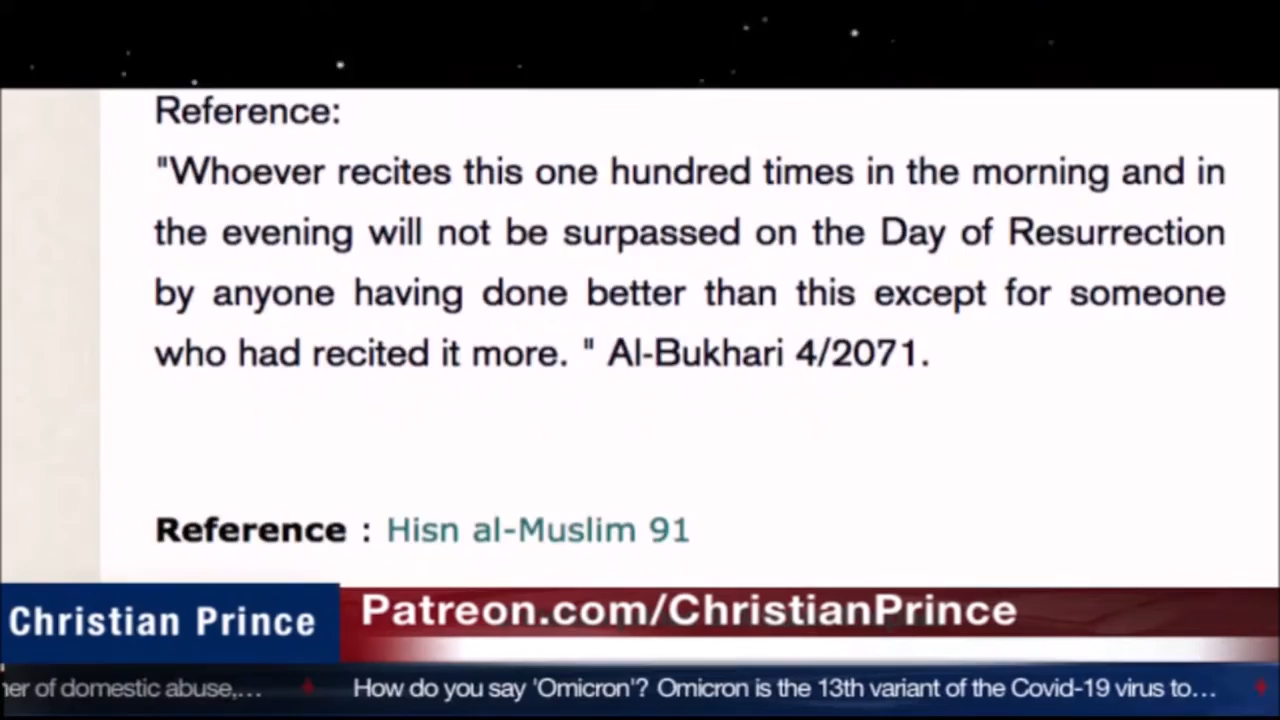 Reference:
"Whoever recites this one hundred times in the morning and in
the evening will not be surpassed on the Day of Resurrection
by anyone having done better than this except for someone
who had recited it more. " Al-Bukhari 4/2071.
Reference : Hisn al-Muslim 91
Christian Prince
Patreon.com/ChristianPrince
of domestic abuse,... How do you say 'Omicron'? Omicron is the 13th variant of the Covid-19 virus to...